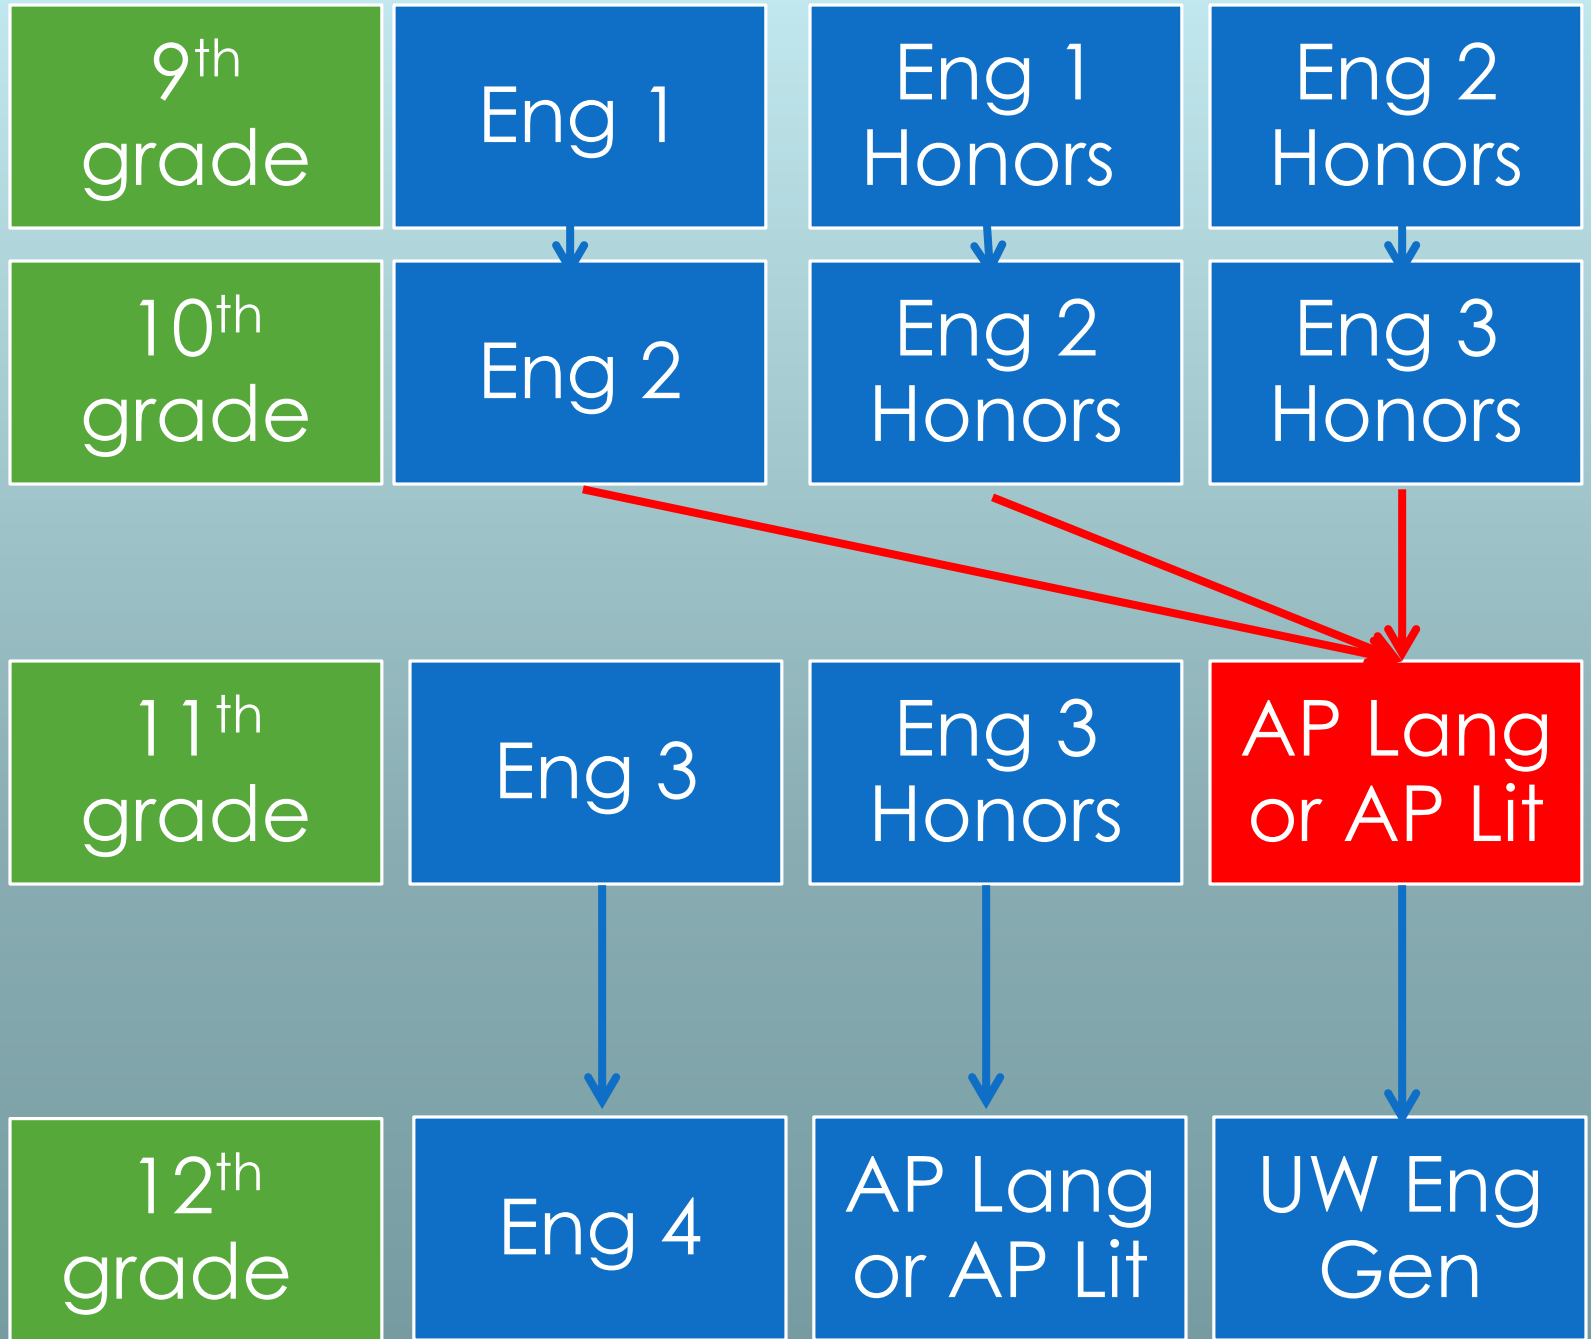 9th
grade
Eng 1
Eng 1
Honors
Eng 2
Honors
10th
grade
Eng 2
Eng 2
Honors
Eng 3
Honors
11th
grade
Eng 3
Eng 3
Honors
AP Lang
or AP Lit
12th
grade
Eng 4
AP Lang
or AP Lit
UW Eng
Gen